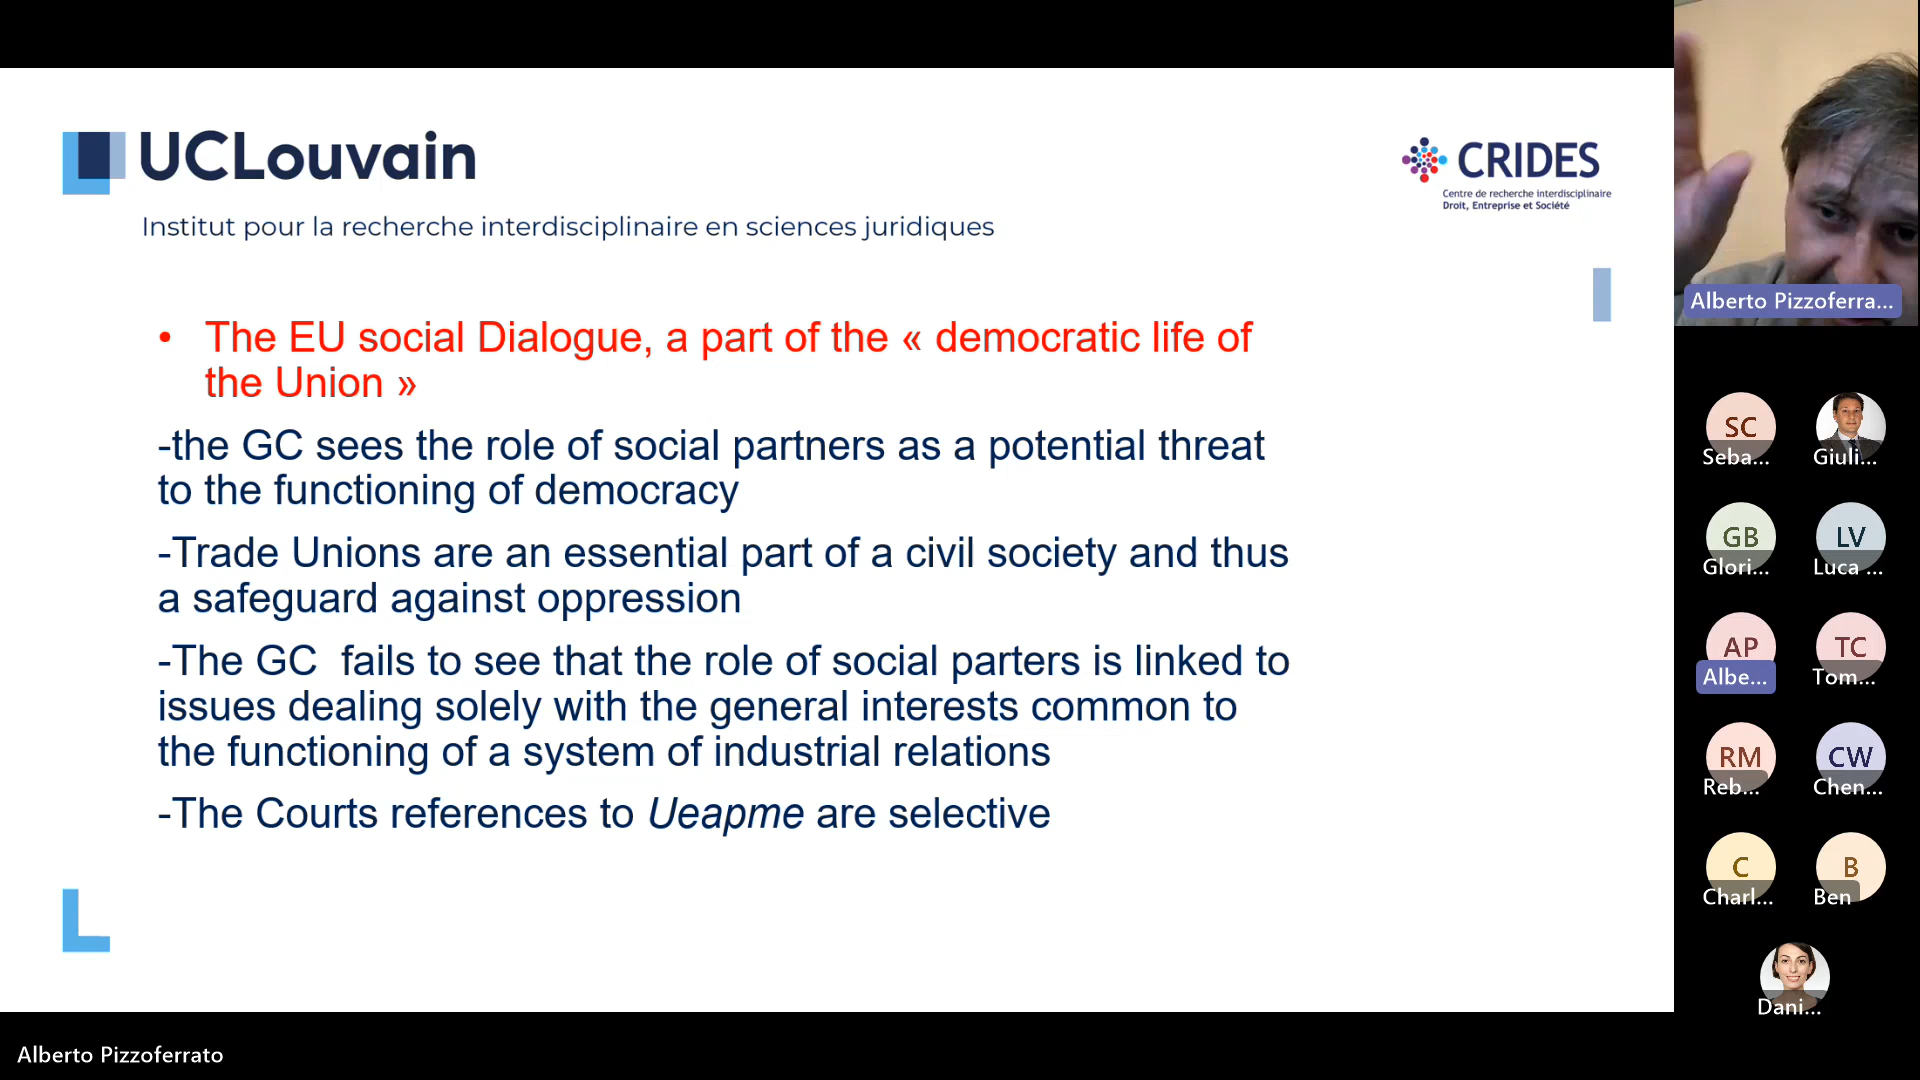 UCLouvain
Institut pour la recherche interdisciplinaire en sciences juridiques
CRIDES
Centre de recherche interdisciplinaire
Droit, Entreprise et Société
• The EU social Dialogue, a part of the « democratic life of
the Union »
-the GC sees the role of social partners as a potential threat
to the functioning of democracy
-Trade Unions are an essential part of a civil society and thus
a safeguard against oppression
-The GC  fails to see that the role of social parters is linked to
issues dealing solely with the general interests common to
the functioning of a system of industrial relations
-The Courts references to Ueapme are selective
Alberto Pizzoferra...
SC
Seba...
Giuli...
GB
Glori...
LV
Luca ...
AP
Albe...
TC
Tom...
RM
Reb...
CW
Chen...
C
Charl...
B
Ben
Dani...
Alberto Pizzoferrato